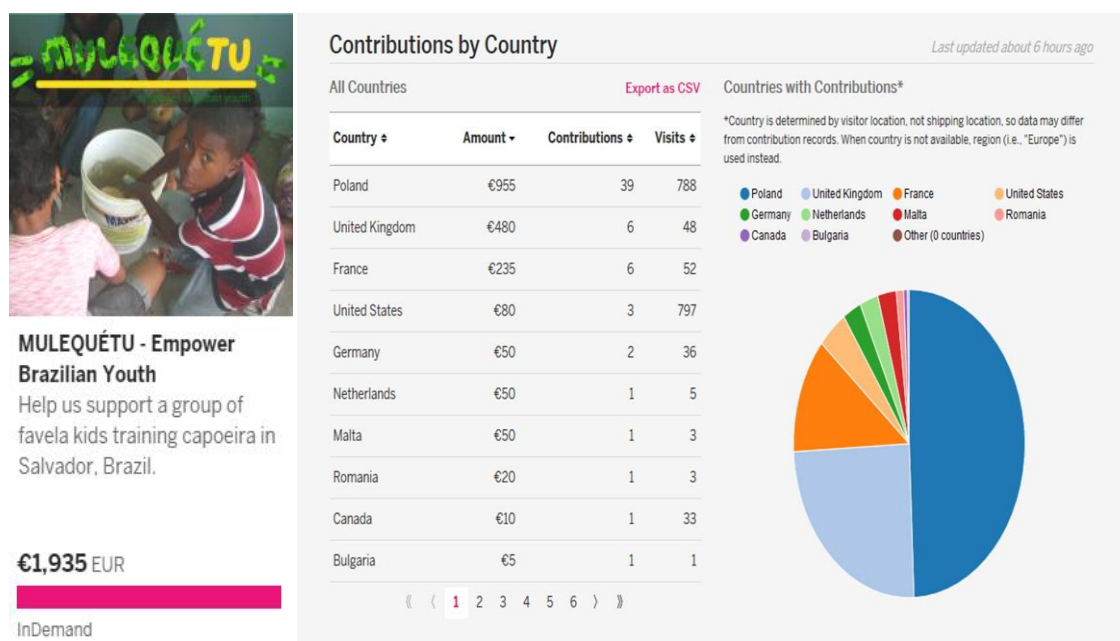 MULEQUÉTU
MULEQUÉTU - Empower
Brazilian Youth
Help us support a group of
favela kids training capoeira in
Salvador, Brazil.
€1,935 EUR
InDemand
Contributions by Country
Last updated about 6 hours ago
All Countries
Export as CSV
Country Amount Contributions Visits
Poland €955 39 788
United Kingdom €480 6 48
France €235 6 52
United States €80 3 797
Germany €50 2 36
Netherlands €50 1 5
Malta €50 1 3
Romania €20 1 3
Canada €10 1 33
Bulgaria €5 1 1
《 〈 1 2 3 4 5 6 〉 》
Countries with Contributions*
*Country is determined by visitor location, not shipping location, so data may differ
from contribution records. When country is not available, region (i.e., "Europe") is
used instead.
Poland United Kingdom France United States
Germany Netherlands Malta Romania
Canada Bulgaria Other (0 countries)